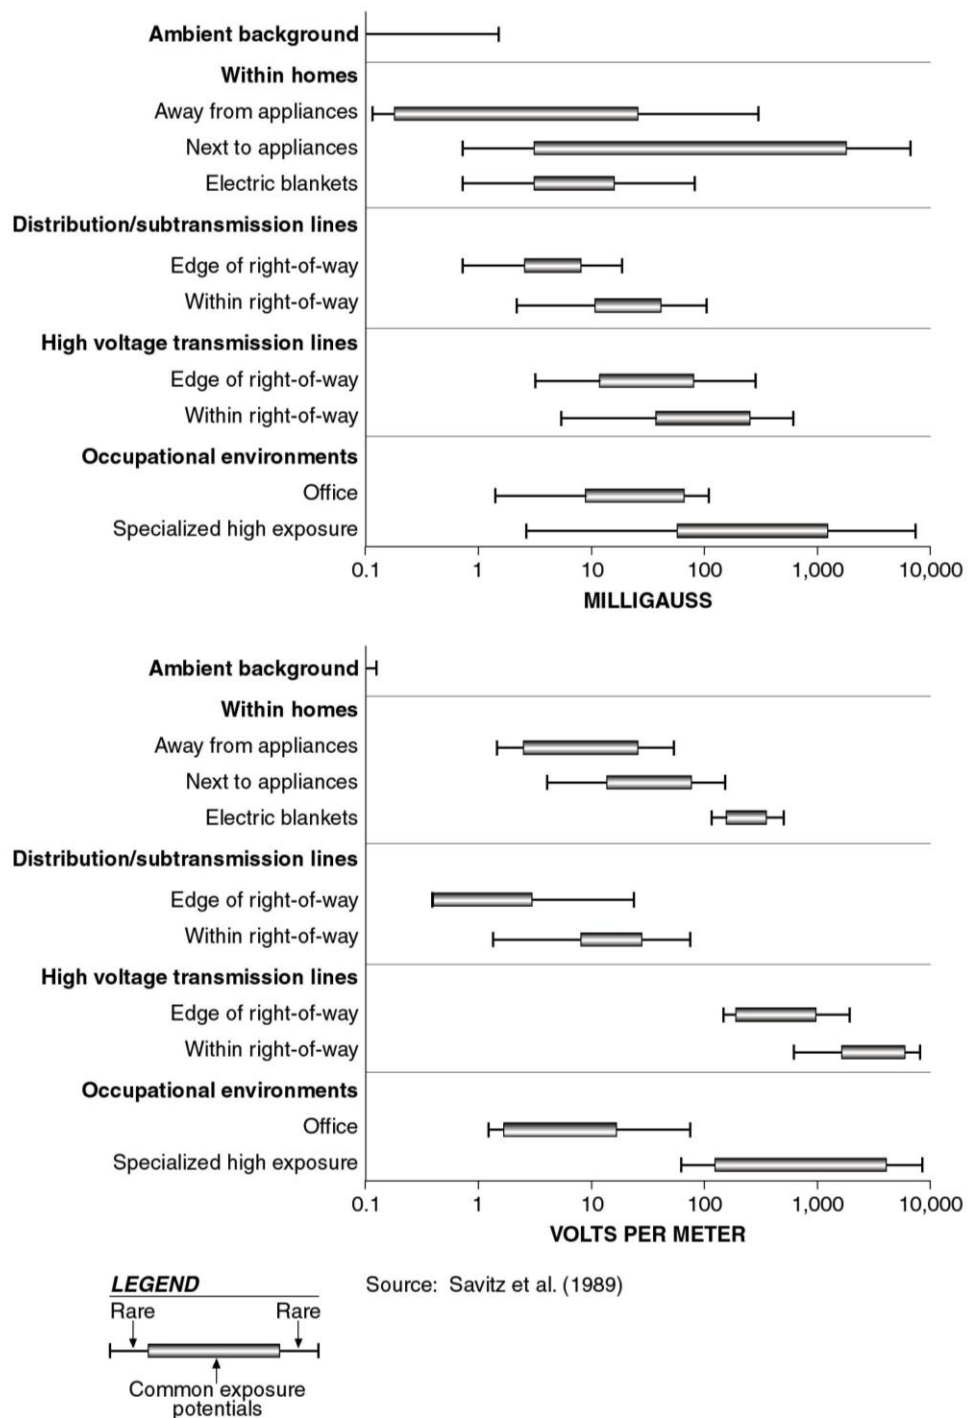 Ambient background
Within homes
Away from appliances
Next to appliances
Electric blankets
Distribution/subtransmission lines
Edge of right-of-way
Within right-of-way
High voltage transmission lines
Edge of right-of-way
Within right-of-way
Occupational environments
Office
Specialized high exposure
0.1 1 10 100 1,000 10,000
MILLIGAUSS
Ambient background
Within homes
Away from appliances
Next to appliances
Electric blankets
Distribution/subtransmission lines
Edge of right-of-way
Within right-of-way
High voltage transmission lines
Edge of right-of-way
Within right-of-way
Occupational environments
Office
Specialized high exposure
0.1 1 10 100 1,000 10,000
VOLTS PER METER
LEGEND
Rare Rare
Common exposure
potentials
Source: Savitz et al. (1989)